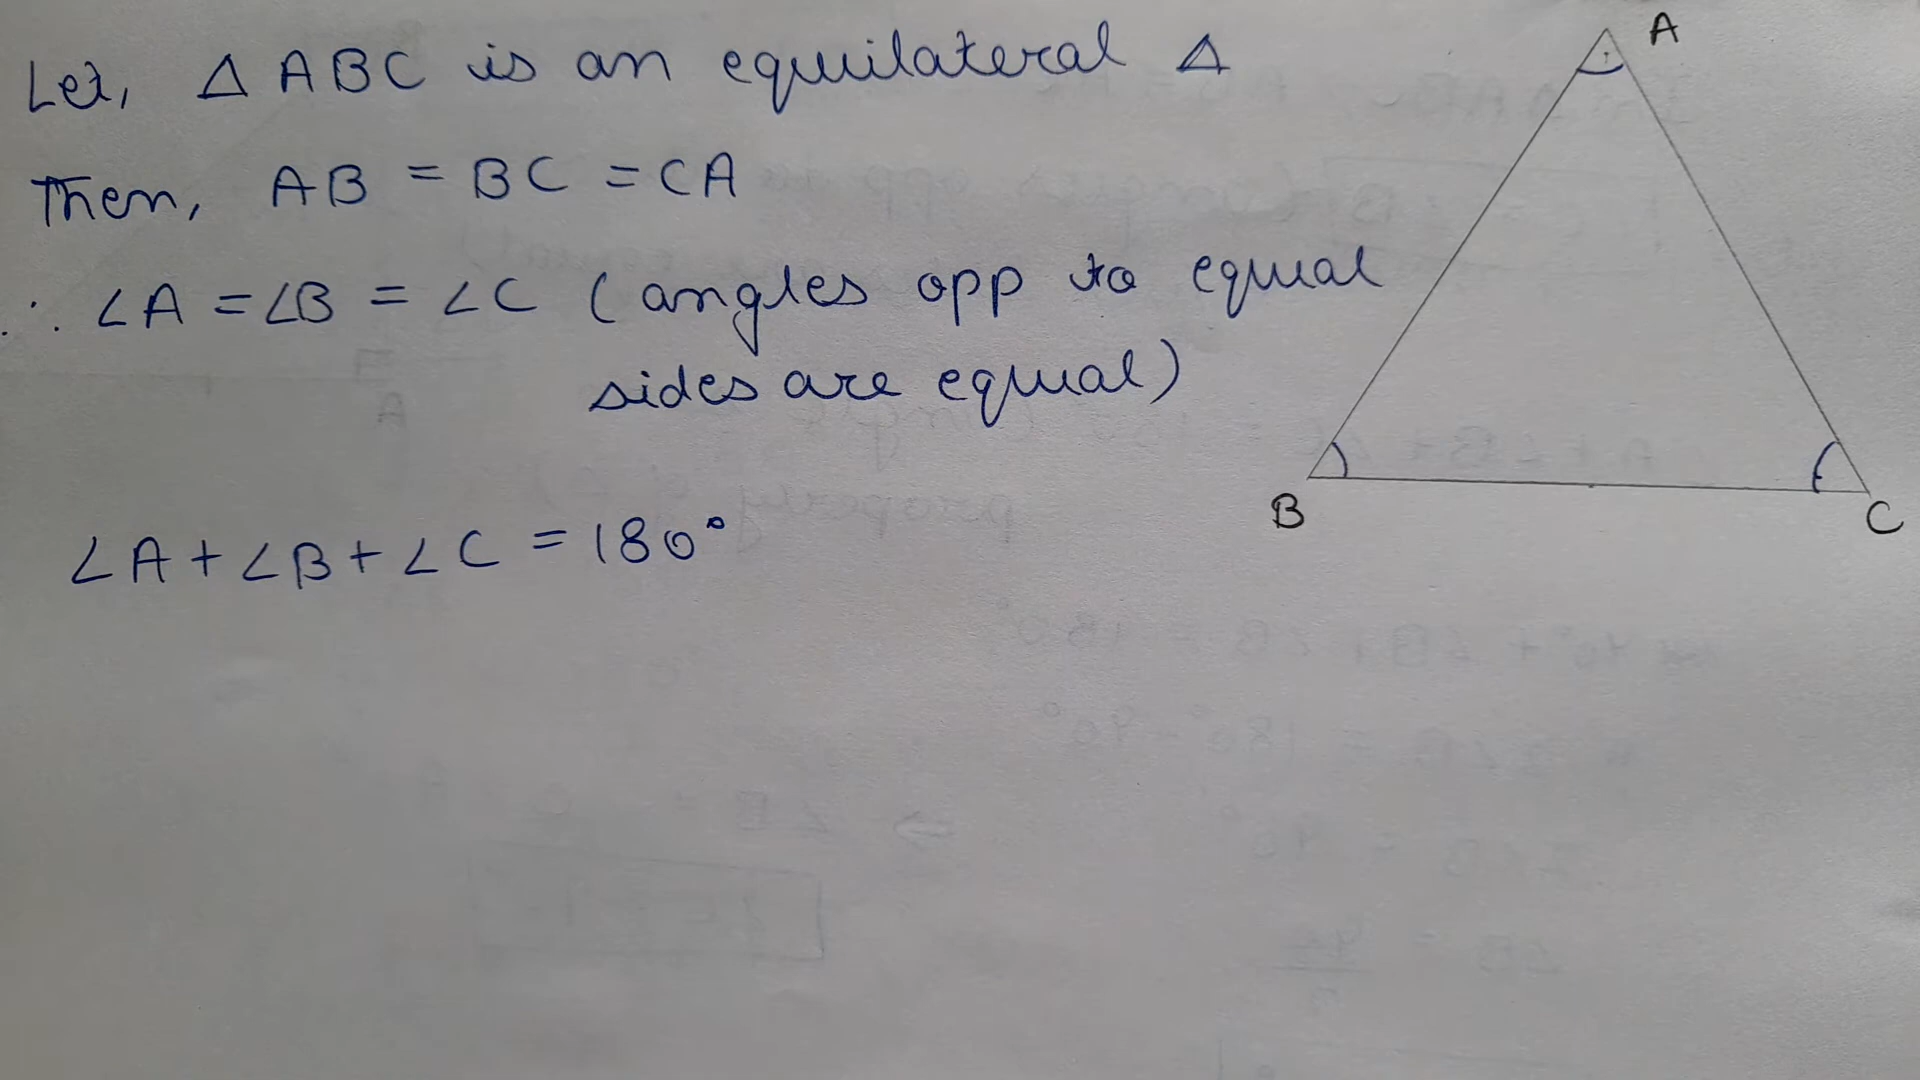 Let, △ ABC is an equilateral △
Then, AB = BC = CA
∴ ∠A = ∠B = ∠C (angles opp to equal
sides are equal)
∠A + ∠B + ∠C = 180°
A
B
C